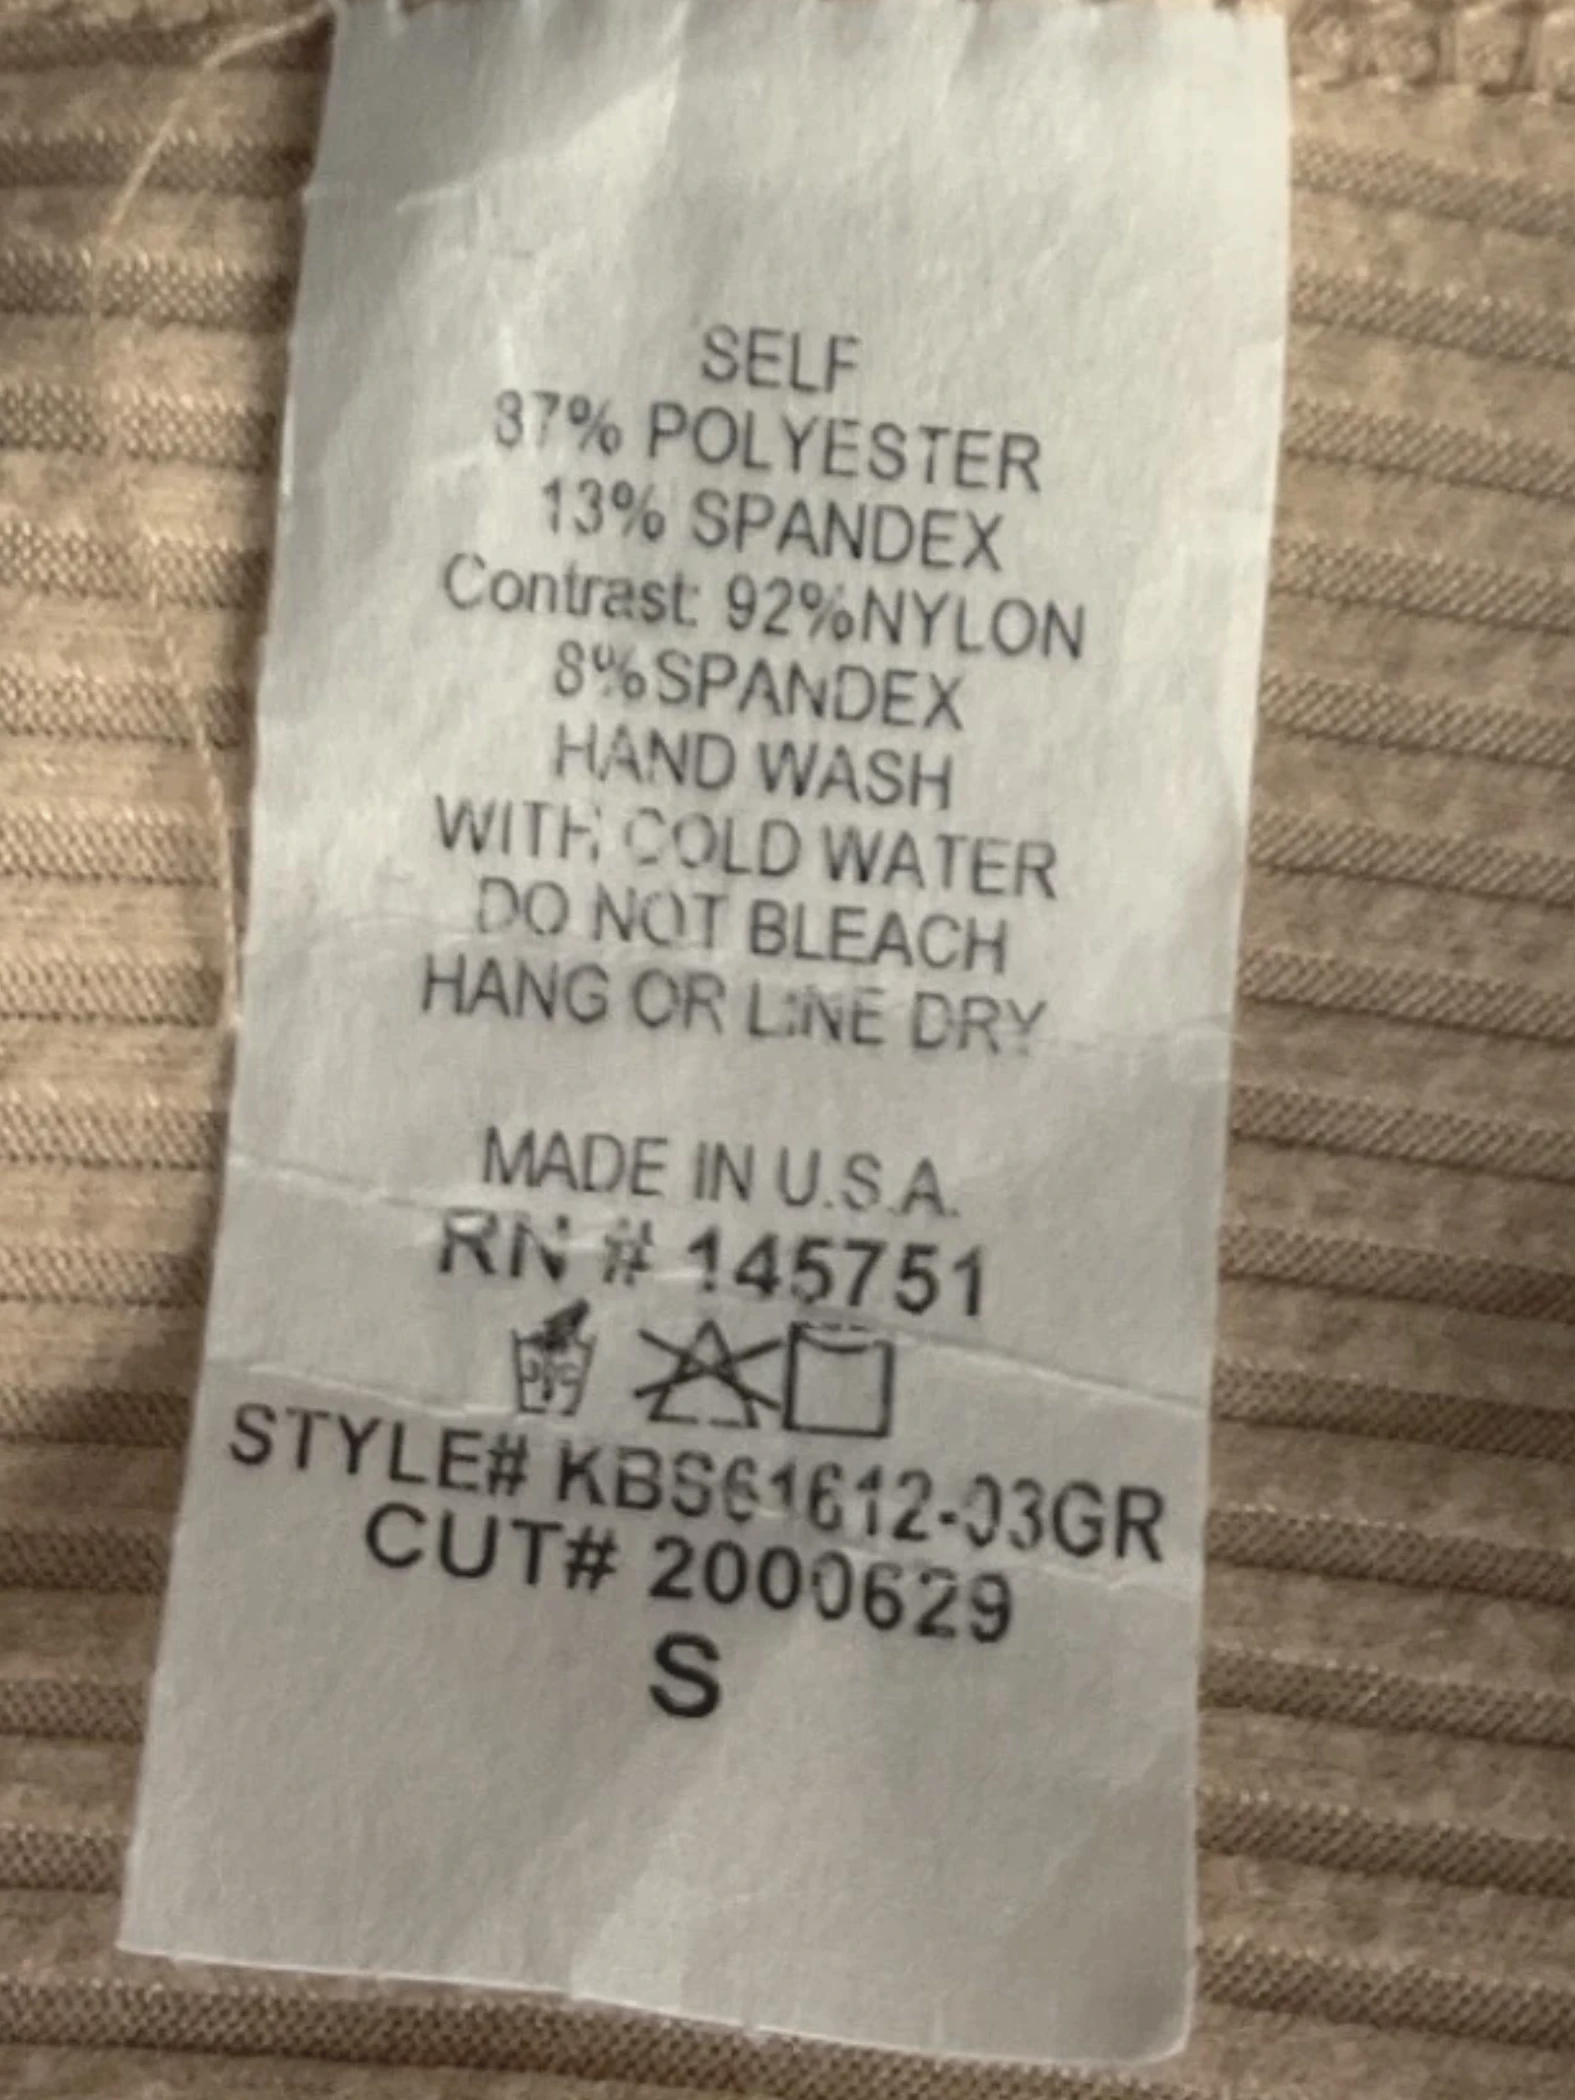 SELF
87% POLYESTER
13% SPANDEX
Contrast: 92%NYLON
8%SPANDEX
HAND WASH
WITH COLD WATER
DO NOT BLEACH
HANG OR LINE DRY
MADE IN U.S.A.
RN # 145751
STYLE# KBS61612-03GR
CUT# 2000629
S